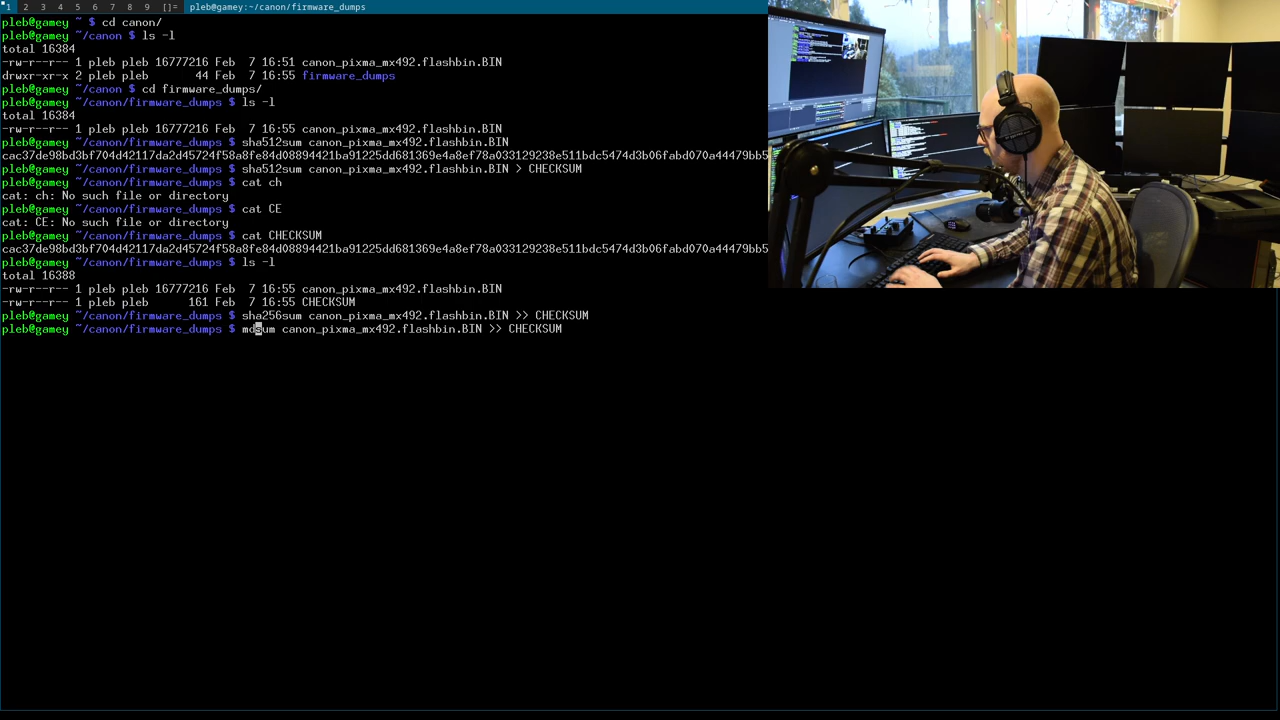 1 2 3 4 5 6 7 8 9 []= pleb@gamey:~/canon/firmware_dumps
pleb@gamey ~ $ cd canon/
pleb@gamey ~/canon $ ls -l
total 16384
-rw-r--r-- 1 pleb pleb 16777216 Feb  7 16:51 canon_pixma_mx492.flashbin.BIN
drwxr-xr-x 2 pleb pleb       44 Feb  7 16:55 firmware_dumps
pleb@gamey ~/canon $ cd firmware_dumps/
pleb@gamey ~/canon/firmware_dumps $ ls -l
total 16384
-rw-r--r-- 1 pleb pleb 16777216 Feb  7 16:55 canon_pixma_mx492.flashbin.BIN
pleb@gamey ~/canon/firmware_dumps $ sha512sum canon_pixma_mx492.flashbin.BIN
cac37de98bd3bf704d42117da2d45724f58a8fe84d08894421ba91225dd681369e4a8ef78a033129238e511bdc5474d3b06fabd070a44479bb5
pleb@gamey ~/canon/firmware_dumps $ sha512sum canon_pixma_mx492.flashbin.BIN > CHECKSUM
pleb@gamey ~/canon/firmware_dumps $ cat ch
cat: ch: No such file or directory
pleb@gamey ~/canon/firmware_dumps $ cat CE
cat: CE: No such file or directory
pleb@gamey ~/canon/firmware_dumps $ cat CHECKSUM
cac37de98bd3bf704d42117da2d45724f58a8fe84d08894421ba91225dd681369e4a8ef78a033129238e511bdc5474d3b06fabd070a44479bb5
pleb@gamey ~/canon/firmware_dumps $ ls -l
total 16388
-rw-r--r-- 1 pleb pleb 16777216 Feb  7 16:55 canon_pixma_mx492.flashbin.BIN
-rw-r--r-- 1 pleb pleb      161 Feb  7 16:55 CHECKSUM
pleb@gamey ~/canon/firmware_dumps $ sha256sum canon_pixma_mx492.flashbin.BIN >> CHECKSUM
pleb@gamey ~/canon/firmware_dumps $ mdsum canon_pixma_mx492.flashbin.BIN >> CHECKSUM